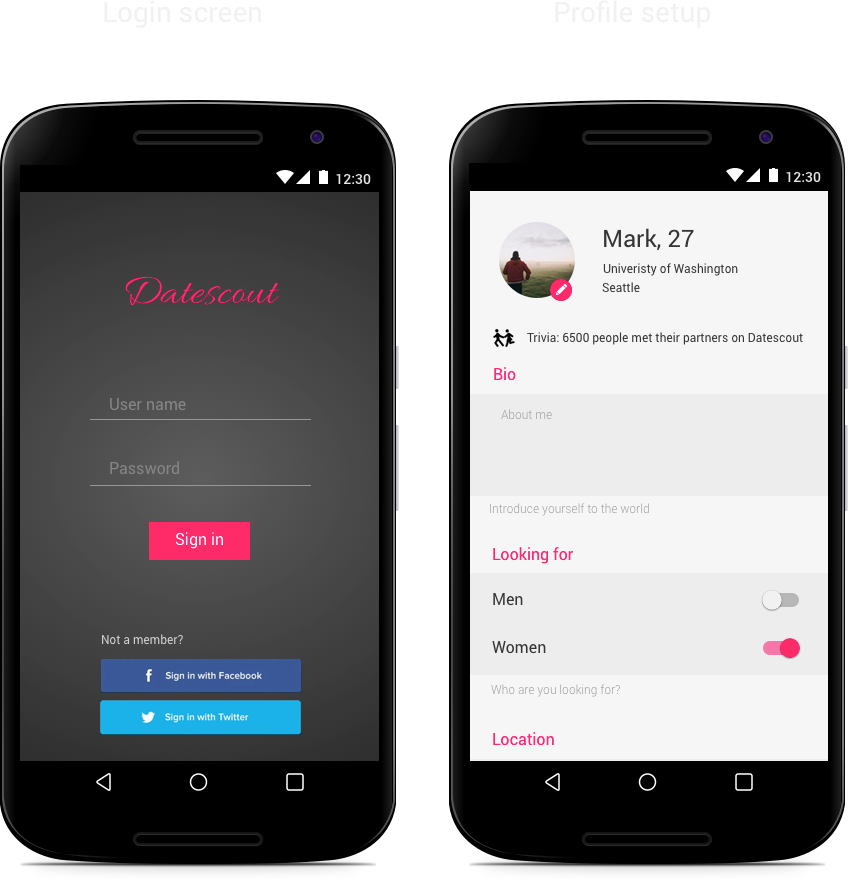 Login screen
Profile setup
12:30
Datescout
User name
Password
Sign in
Not a member?
f Sign in with Facebook
Sign in with Twitter
12:30
Mark, 27
Univeristy of Washington
Seattle
Trivia: 6500 people met their partners on Datescout
Bio
About me
Introduce yourself to the world
Looking for
Men
Women
Who are you looking for?
Location